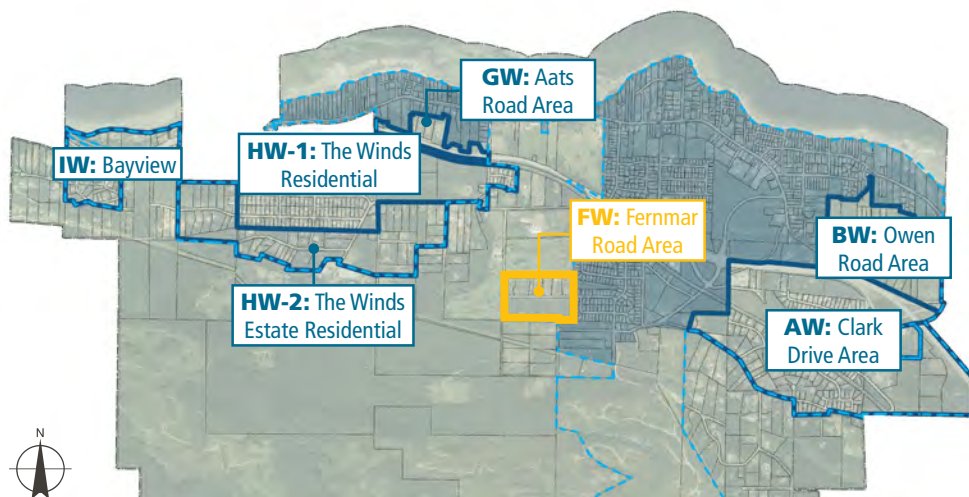 GW: Aats
Road Area
HW-1: The Winds
Residential
IW: Bayview
FW: Fernmar
Road Area
BW: Owen
Road Area
HW-2: The Winds
Estate Residential
AW: Clark
Drive Area
N